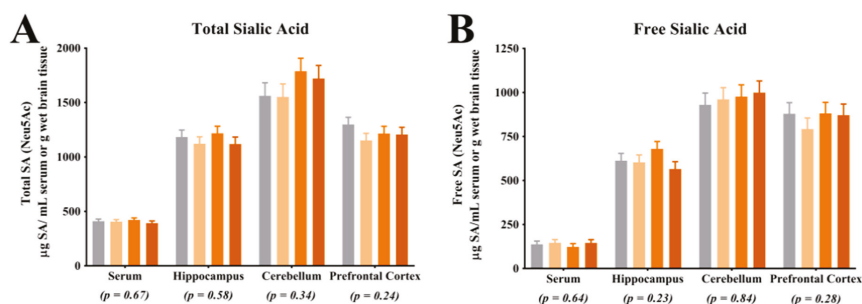 A
Total Sialic Acid
Total SA (Neu5Ac)
µg SA/ mL serum or g wet brain tissue
2000
1500
1000
500
0
Serum
Hippocampus
Cerebellum
Prefrontal Cortex
(p = 0.67)
(p = 0.58)
(p = 0.34)
(p = 0.24)
B
Free Sialic Acid
Free SA (Neu5Ac)
µg SA/mL serum or g wet brain tissue
1250
1000
750
500
250
0
Serum
Hippocampus
Cerebellum
Prefrontal Cortex
(p = 0.64)
(p = 0.23)
(p = 0.84)
(p = 0.28)